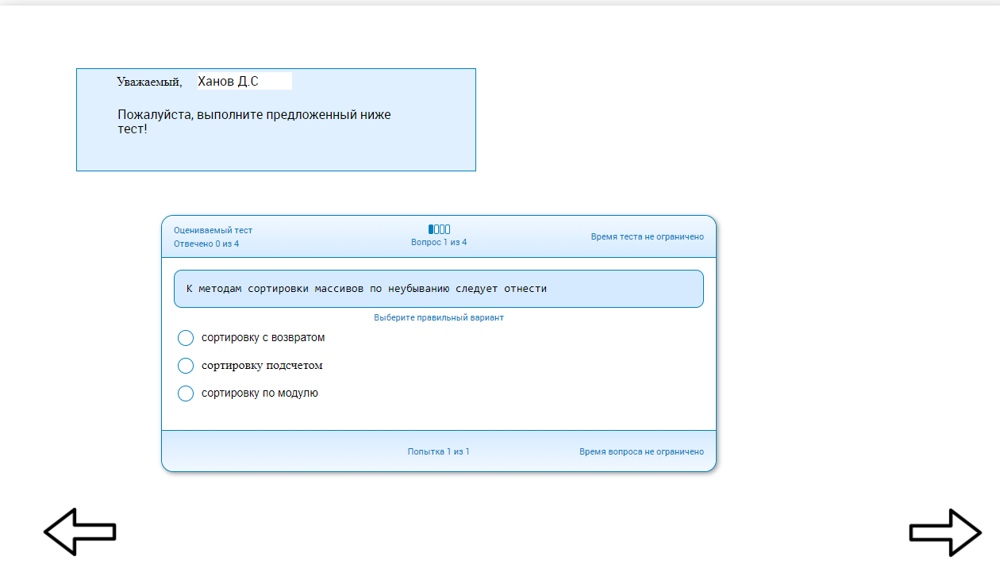 Уважаемый, Ханов Д.С
Пожалуйста, выполните предложенный ниже
тест!
Оцениваемый тест
Отвечено 0 из 4
Вопрос 1 из 4
Время теста не ограничено
К методам сортировки массивов по неубыванию следует отнести
Выберите правильный вариант
сортировку с возвратом
сортировку подсчетом
сортировку по модулю
Попытка 1 из 1
Время вопроса не ограничено